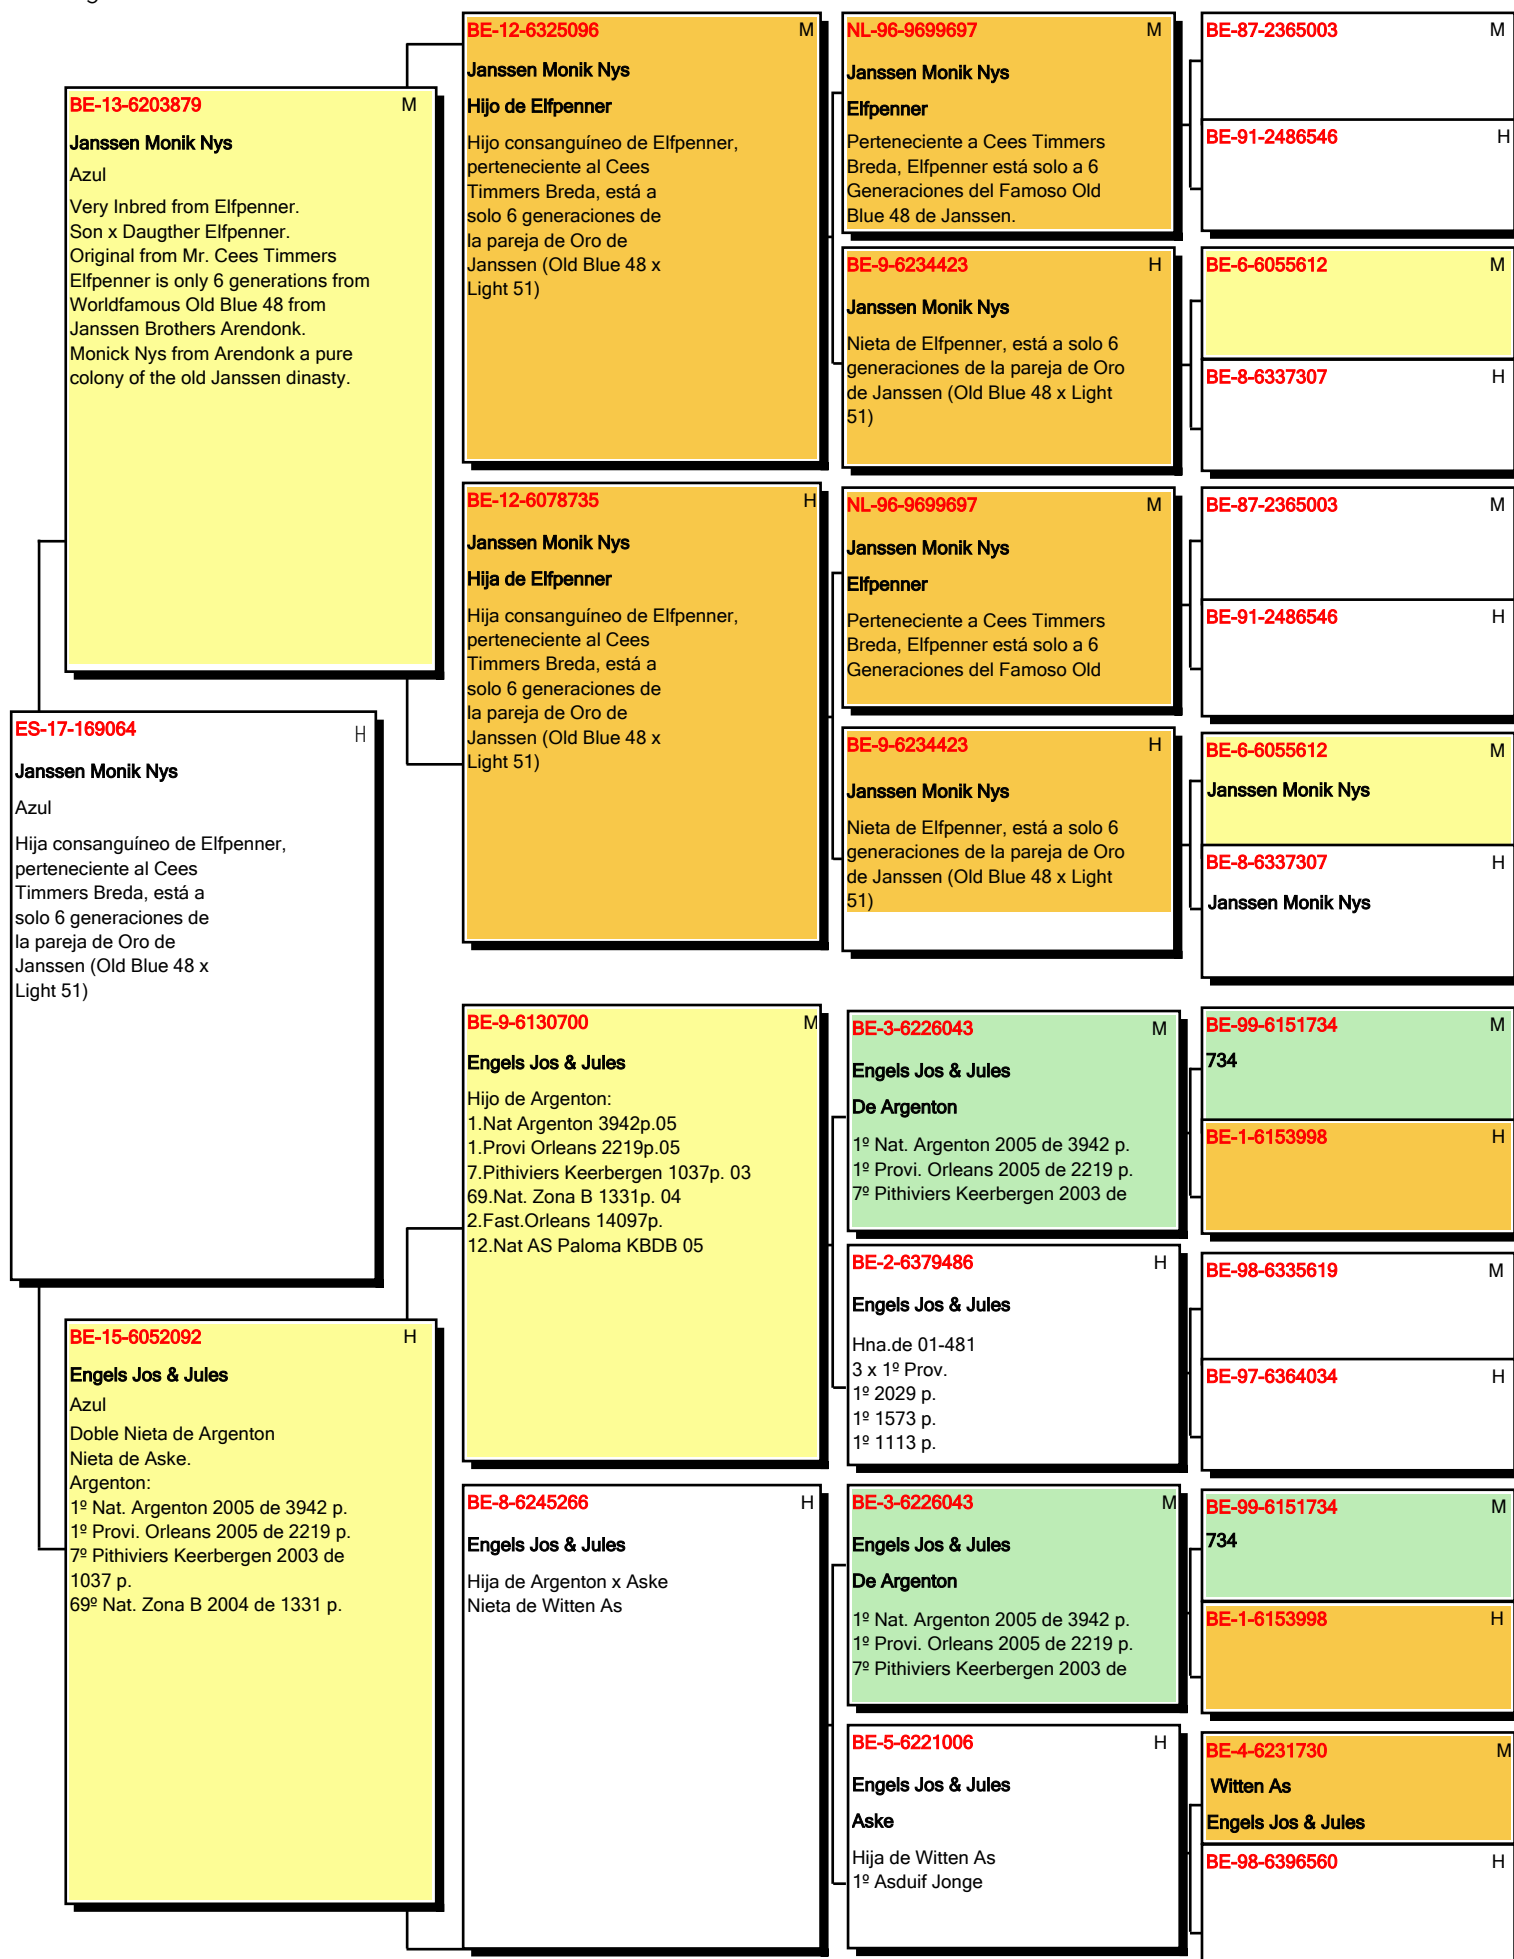 BE-13-6203879 M
Janssen Monik Nys
Azul
Very Inbred from Elfpenner.
Son x Daugther Elfpenner.
Original from Mr. Cees Timmers
Elfpenner is only 6 generations from
Worldfamous Old Blue 48 from
Janssen Brothers Arendonk.
Monick Nys from Arendonk a pure
colony of the old Janssen dinasty.
ES-17-169064 H
Janssen Monik Nys
Azul
Hija consanguíneo de Elfpenner,
perteneciente al Cees
Timmers Breda, está a
solo 6 generaciones de
la pareja de Oro de
Janssen (Old Blue 48 x
Light 51)
BE-15-6052092 H
Engels Jos & Jules
Azul
Doble Nieta de Argenton
Nieta de Aske.
Argenton:
1º Nat. Argenton 2005 de 3942 p.
1º Provi. Orleans 2005 de 2219 p.
7º Pithiviers Keerbergen 2003 de
1037 p.
69º Nat. Zona B 2004 de 1331 p.
BE-12-6325096 M
Janssen Monik Nys
Hijo de Elfpenner
Hijo consanguíneo de Elfpenner,
perteneciente al Cees
Timmers Breda, está a
solo 6 generaciones de
la pareja de Oro de
Janssen (Old Blue 48 x
Light 51)
BE-12-6078735 H
Janssen Monik Nys
Hija de Elfpenner
Hija consanguíneo de Elfpenner,
perteneciente al Cees
Timmers Breda, está a
solo 6 generaciones de
la pareja de Oro de
Janssen (Old Blue 48 x
Light 51)
BE-9-6130700 M
Engels Jos & Jules
Hijo de Argenton:
1.Nat Argenton 3942p.05
1.Provi Orleans 2219p.05
7.Pithiviers Keerbergen 1037p. 03
69.Nat. Zona B 1331p. 04
2.Fast.Orleans 14097p.
12.Nat AS Paloma KBDB 05
BE-8-6245266 H
Engels Jos & Jules
Hija de Argenton x Aske
Nieta de Witten As
NL-96-9699697 M
Janssen Monik Nys
Elfpenner
Perteneciente a Cees Timmers
Breda, Elfpenner está solo a 6
Generaciones del Famoso Old
Blue 48 de Janssen.
BE-9-6234423 H
Janssen Monik Nys
Nieta de Elfpenner, está a solo 6
generaciones de la pareja de Oro
de Janssen (Old Blue 48 x Light
51)
NL-96-9699697 M
Janssen Monik Nys
Elfpenner
Perteneciente a Cees Timmers
Breda, Elfpenner está solo a 6
Generaciones del Famoso Old
BE-9-6234423 H
Janssen Monik Nys
Nieta de Elfpenner, está a solo 6
generaciones de la pareja de Oro
de Janssen (Old Blue 48 x Light
51)
BE-3-6226043 M
Engels Jos & Jules
De Argenton
1º Nat. Argenton 2005 de 3942 p.
1º Provi. Orleans 2005 de 2219 p.
7º Pithiviers Keerbergen 2003 de
BE-2-6379486 H
Engels Jos & Jules
Hna.de 01-481
3 x 1º Prov.
1º 2029 p.
1º 1573 p.
1º 1113 p.
BE-3-6226043 M
Engels Jos & Jules
De Argenton
1º Nat. Argenton 2005 de 3942 p.
1º Provi. Orleans 2005 de 2219 p.
7º Pithiviers Keerbergen 2003 de
BE-5-6221006 H
Engels Jos & Jules
Aske
Hija de Witten As
1º Asduif Jonge
BE-87-2365003 M
BE-91-2486546 H
BE-6-6055612 M
BE-8-6337307 H
BE-87-2365003 M
BE-91-2486546 H
BE-6-6055612 M
Janssen Monik Nys
BE-8-6337307 H
Janssen Monik Nys
BE-99-6151734 M
734
BE-1-6153998 H
BE-98-6335619 M
BE-97-6364034 H
BE-99-6151734 M
734
BE-1-6153998 H
BE-4-6231730 M
Witten As
Engels Jos & Jules
BE-98-6396560 H